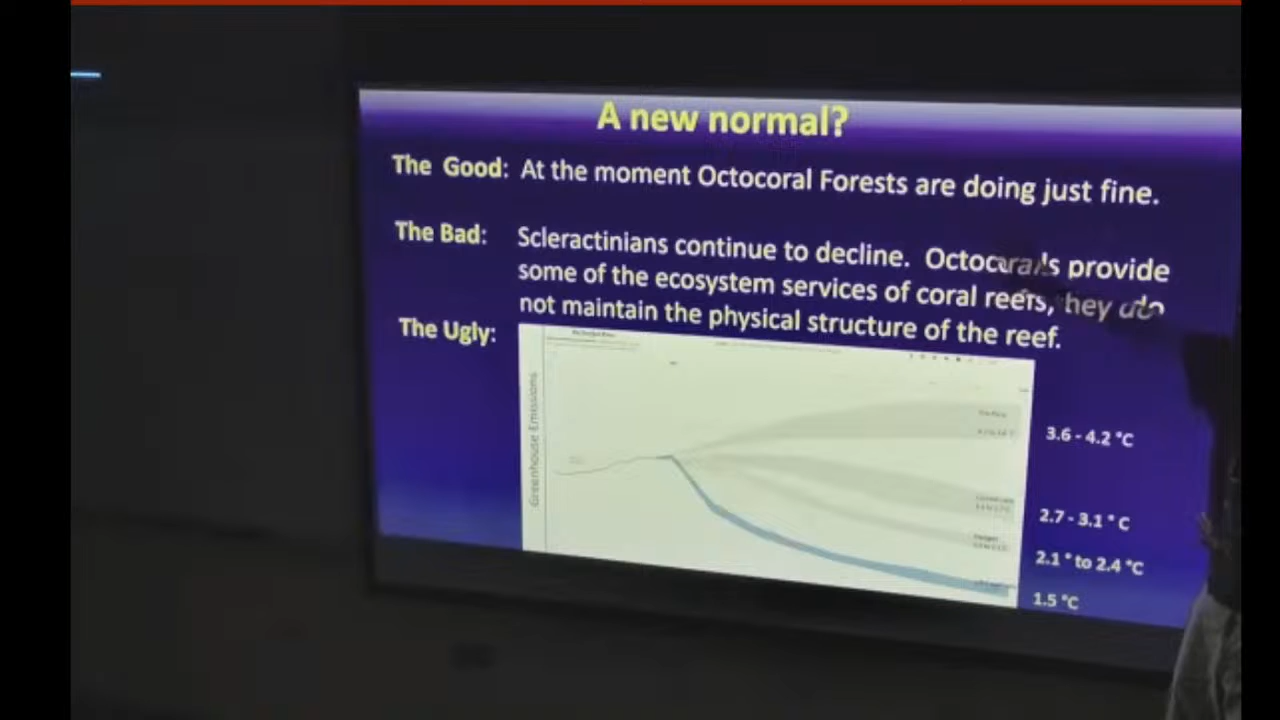 A new normal?
The Good: At the moment Octocoral Forests are doing just fine.
The Bad: Scleractinians continue to decline. Octocorals provide
some of the ecosystem services of coral reefs, they do
not maintain the physical structure of the reef.
The Ugly:
Greenhouse Emissions
3.6 - 4.2 °C
2.7 - 3.1 ° C
2.1 ° to 2.4 °C
1.5 °C